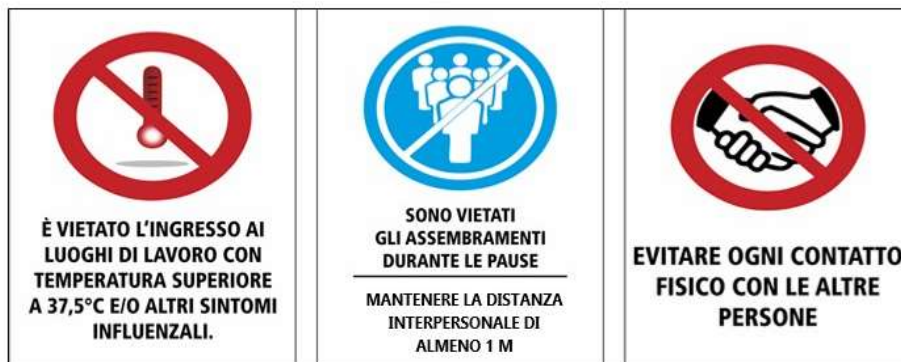 È VIETATO L'INGRESSO AI
LUOGHI DI LAVORO CON
TEMPERATURA SUPERIORE
A 37,5°C E/O ALTRI SINTOMI
INFLUENZALI.
SONO VIETATI
GLI ASSEMBRAMENTI
DURANTE LE PAUSE
MANTENERE LA DISTANZA
INTERPERSONALE DI
ALMENO 1 M
EVITARE OGNI CONTATTO
FISICO CON LE ALTRE
PERSONE